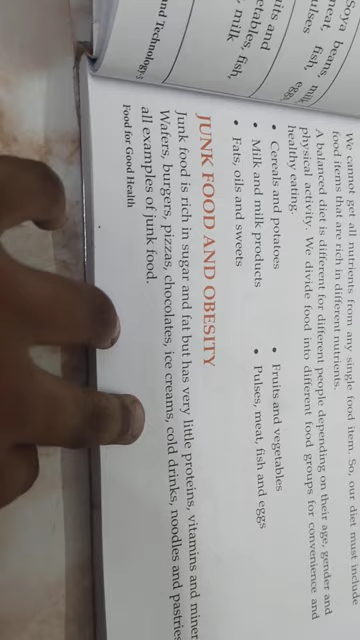 Soya beans, milk
meat, fish,
pulses eggs
fruits and
vegetables, fish,
milk
and Technology
We cannot get all nutrients from any single food item. So, our diet must include
food items that are rich in different nutrients.
A balanced diet is different for different people depending on their age, gender and
physical activity. We divide food into different food groups for convenience and
healthy eating.
• Cereals and potatoes • Fruits and vegetables
• Milk and milk products • Pulses, meat, fish and eggs
• Fats, oils and sweets
JUNK FOOD AND OBESITY
Junk food is rich in sugar and fat but has very little proteins, vitamins and miner
Wafers, burgers, pizzas, chocolates, ice creams, cold drinks, noodles and pastries
all examples of junk food.
Food for Good Health